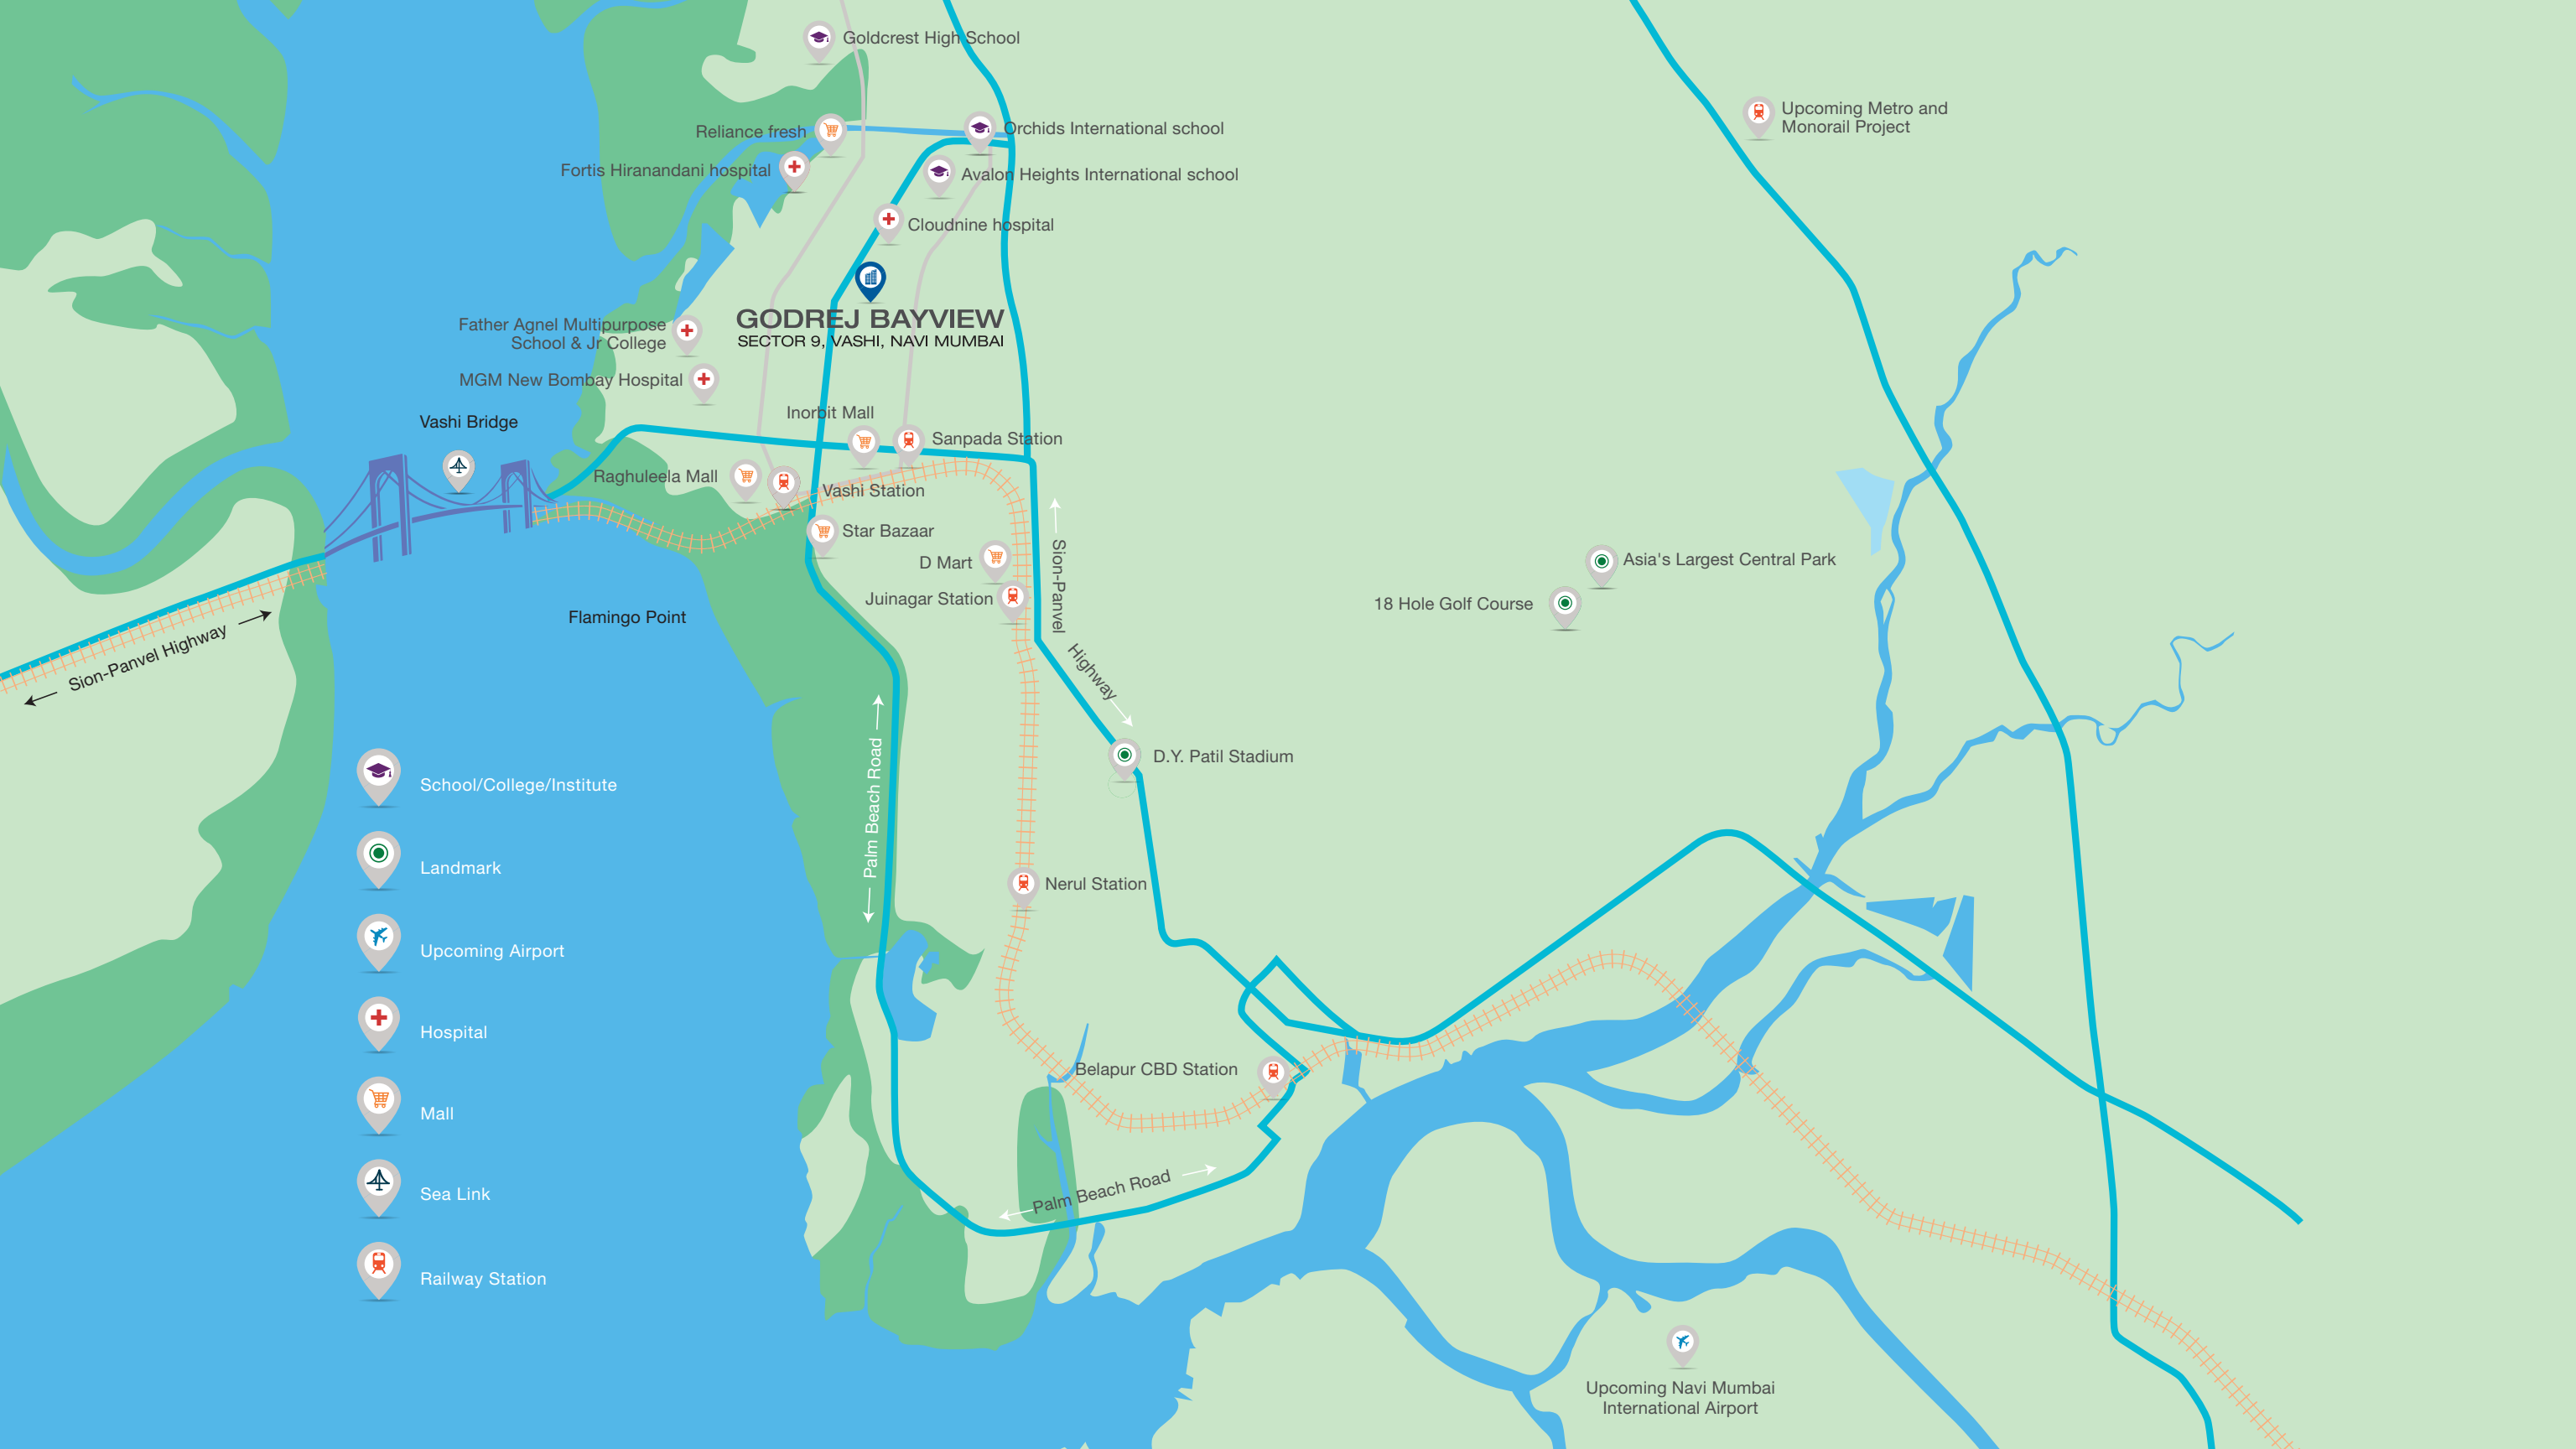 Goldcrest High School
Reliance fresh
Orchids International school
Upcoming Metro and
Monorail Project
Fortis Hiranandani hospital
Avalon Heights International school
Cloudnine hospital
GODREJ BAYVIEW
SECTOR 9, VASHI, NAVI MUMBAI
Father Agnel Multipurpose
School & Jr College
MGM New Bombay Hospital
Vashi Bridge
Inorbit Mall
Sanpada Station
Raghuleela Mall
Vashi Station
Star Bazaar
D Mart
Juinagar Station
Sion-Panvel
Highway
Asia's Largest Central Park
18 Hole Golf Course
Flamingo Point
Sion-Panvel Highway
Palm Beach Road
D.Y. Patil Stadium
School/College/Institute
Landmark
Nerul Station
Upcoming Airport
Hospital
Belapur CBD Station
Mall
Palm Beach Road
Sea Link
Railway Station
Upcoming Navi Mumbai
International Airport